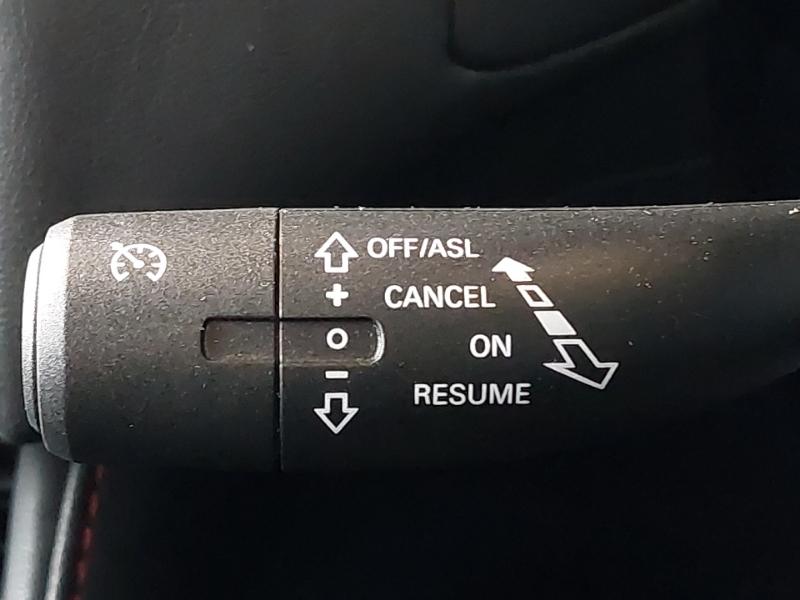 OFF/ASL
+ CANCEL
O ON
− RESUME